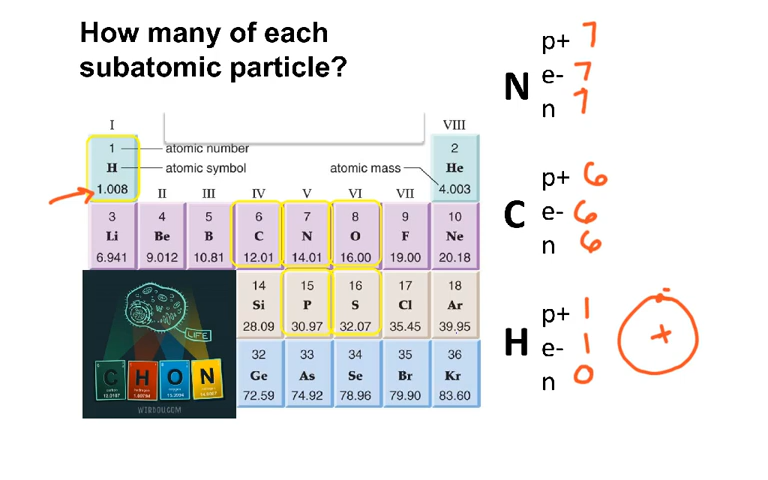 How many of each
subatomic particle?
I VIII
1 atomic number 2
H atomic symbol atomic mass He
1.008 4.003
II III IV V VI VII
3 4 5 6 7 8 9 10
Li Be B C N O F Ne
6.941 9.012 10.81 12.01 14.01 16.00 19.00 20.18
14 15 16 17 18
Si P S Cl Ar
28.09 30.97 32.07 35.45 39.95
32 33 34 35 36
Ge As Se Br Kr
72.59 74.92 78.96 79.90 83.60
LIFE
C H O N
WIRDOU.COM
N
p+ 7
e- 7
n 7
C
p+ 6
e- 6
n 6
H
p+ 1
e- 1
n 0
- +